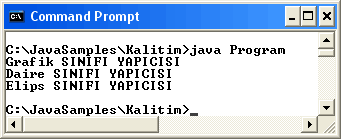 Command Prompt
C:\JavaSamples\Kalitim>java Program
Grafik SINIFI YAPICISI
Daire SINIFI YAPICISI
Elips SINIFI YAPICISI
C:\JavaSamples\Kalitim>_